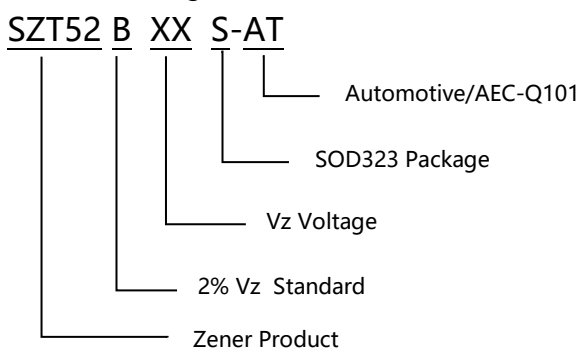 SZT52 B XX S-AT
Automotive/AEC-Q101
SOD323 Package
Vz Voltage
2% Vz Standard
Zener Product